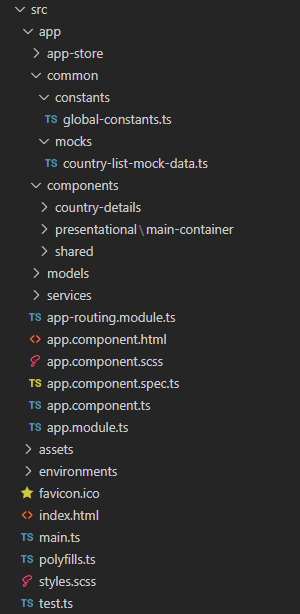 src
app
app-store
common
constants
TS global-constants.ts
mocks
TS country-list-mock-data.ts
components
country-details
presentational\main-container
shared
models
services
TS app-routing.module.ts
<> app.component.html
app.component.scss
TS app.component.spec.ts
TS app.component.ts
TS app.module.ts
assets
environments
favicon.ico
<> index.html
TS main.ts
TS polyfills.ts
styles.scss
TS test.ts